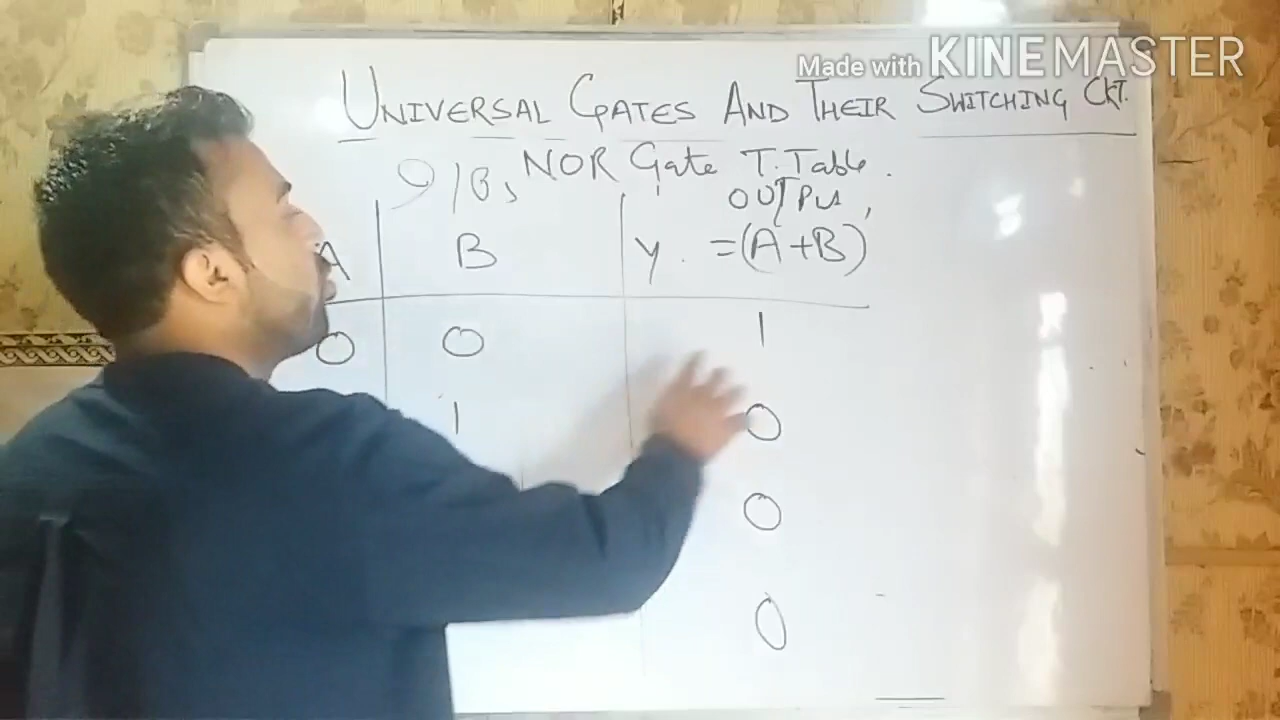 Made with KINEMASTER
UNIVERSAL GATES AND THEIR SWITCHING CKT.
NOR Gate T. Table.
I/Ps
A B Y = (A+B)
0 0 1
1 0
0
0